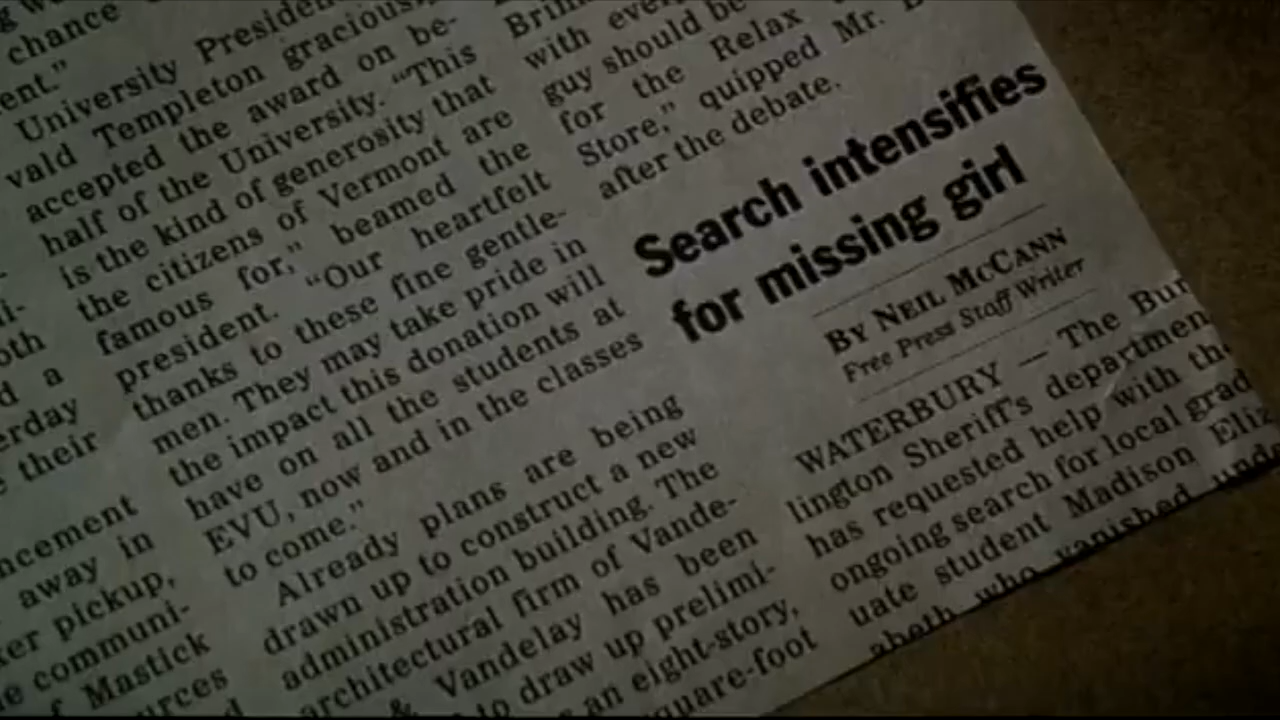 chance
ent."
University
vald Templeton graciously
accepted the award on be-
half of the University. "This
is the kind of generosity that
the citizens of Vermont are
famous for," beamed the
president. "Our heartfelt
thanks to these fine gentle-
men. They may take pride in
the impact this donation will
have on all the students at
EVU, now and in the classes
to come."
Already plans are being
drawn up to construct a new
administration building. The
architectural firm of Vande-
& Vandelay has been
to draw up prelimi-
an eight-story,
with
guy should be
for the Relax
Store," quipped Mr.
after the debate.
Search intensifies
for missing girl
BY NEIL MCCANN
Free Press Staff Writer
WATERBURY — The Bur
lington Sheriff's departmen
has requested help with the
ongoing search for local grad
uate student Madison Eliz
abeth who vanished
a
their
away in
pickup,
communi-
Mastick